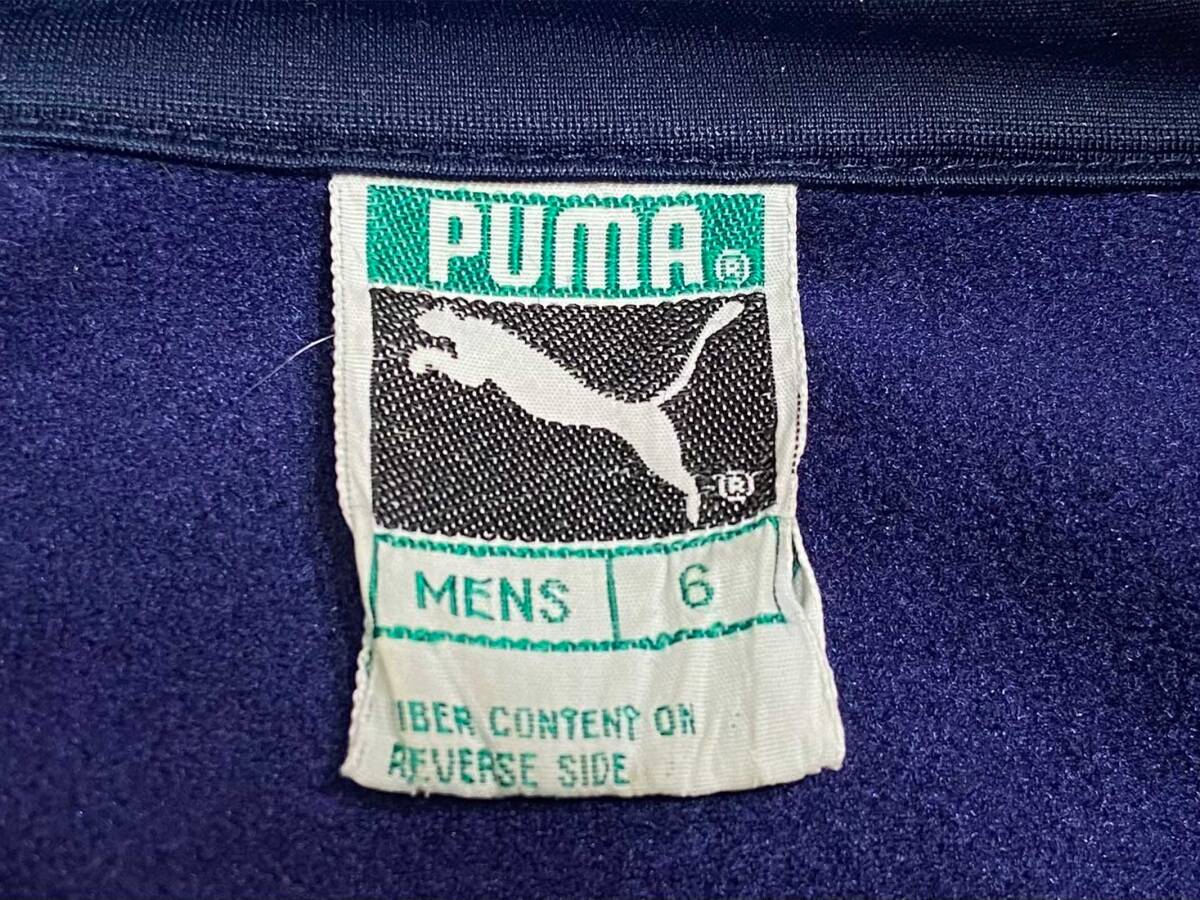 PUMA®
®
MENS 6
IBER CONTENT ON
REVERSE SIDE